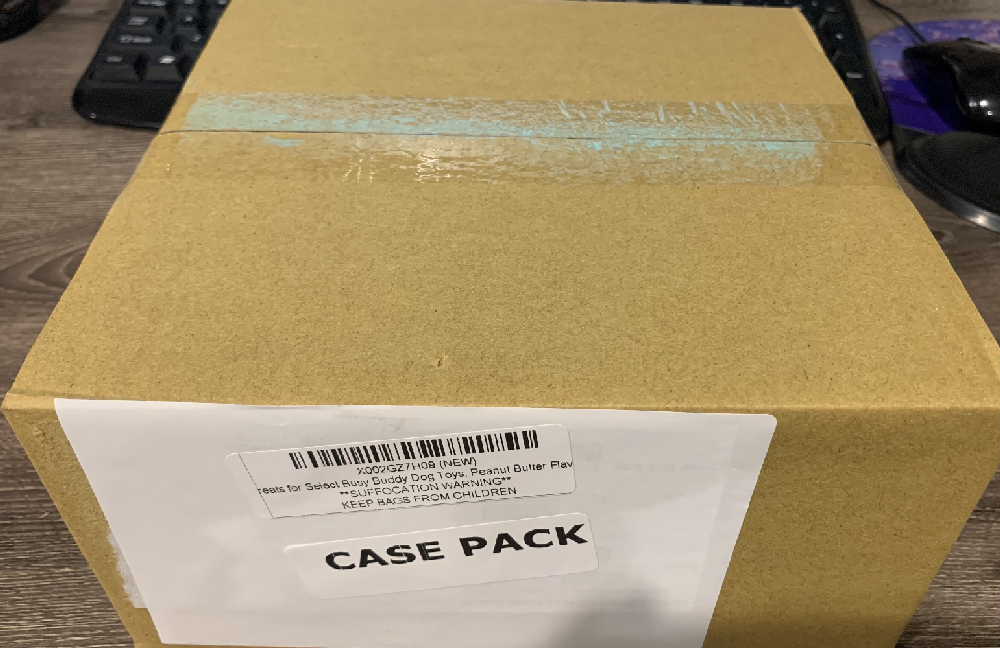 X002GZ7H09 (NEW)
reats for Select Busy Buddy Dog Toys, Peanut Butter Flav
**SUFFOCATION WARNING**
KEEP BAGS FROM CHILDREN
CASE PACK